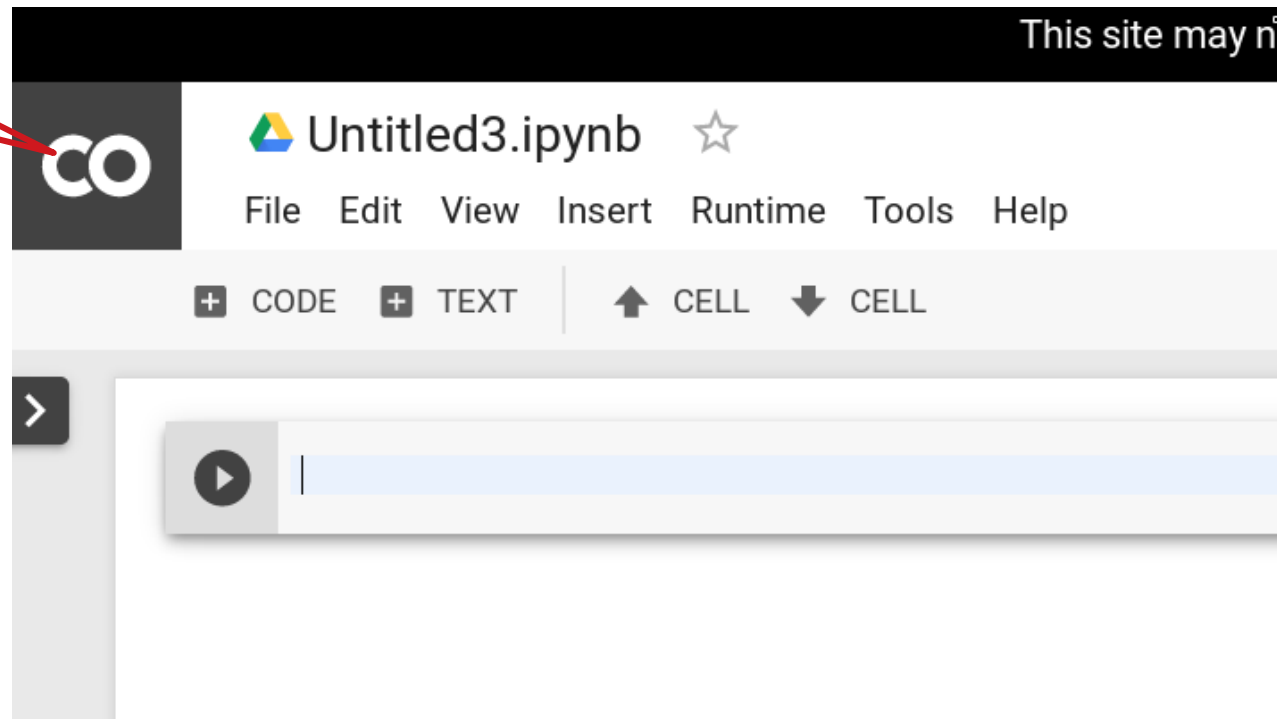 This site may
CO
Untitled3.ipynb
File Edit View Insert Runtime Tools Help
CODE TEXT CELL CELL